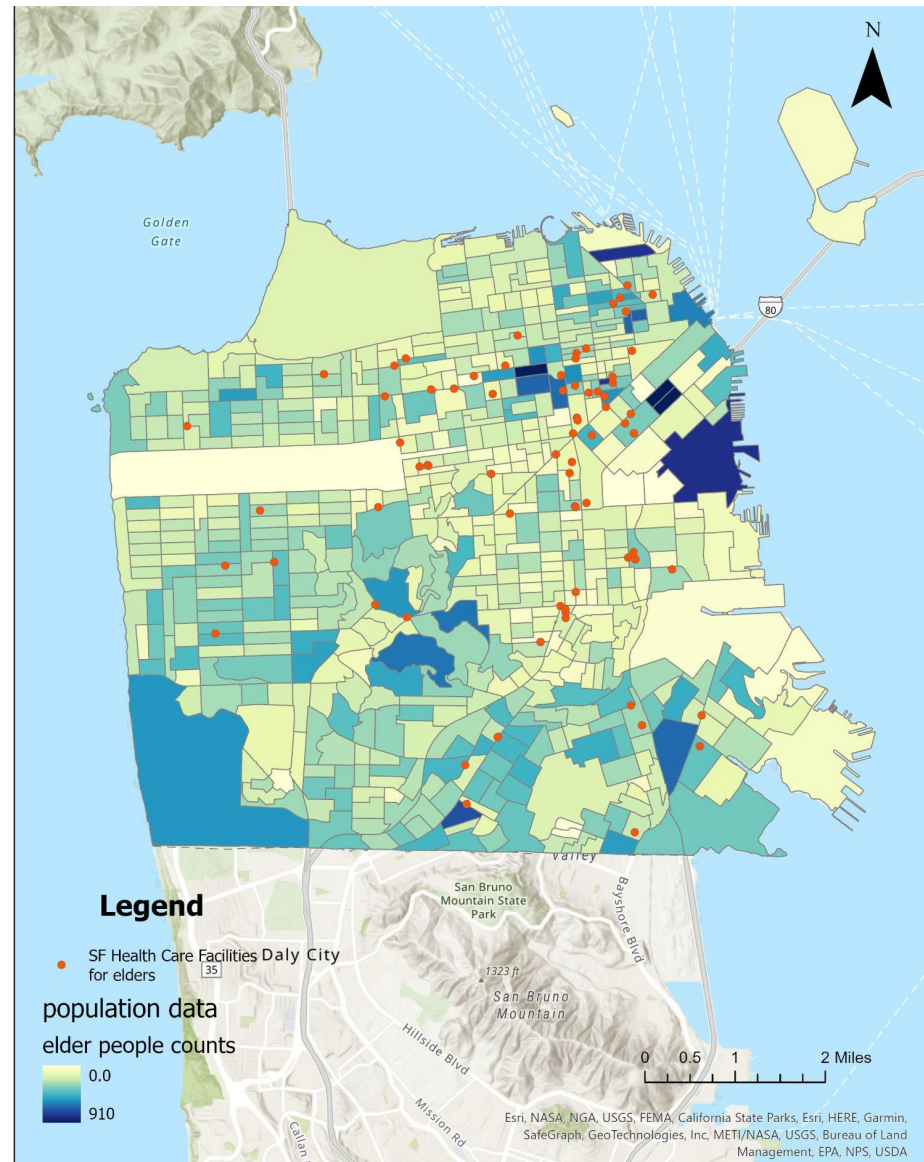 N
Golden
Gate
80
Valley
San Bruno
Mountain State
Park
Bayshore Blvd
Legend
SF Health Care Facilities
for elders
Daly City
35
1323 ft
San Bruno
Mountain
population data
elder people counts
0.0
910
Hillside Blvd
Mission Rd
0 0.5 1 2 Miles
Esri, NASA, NGA, USGS, FEMA, California State Parks, Esri, HERE, Garmin,
SafeGraph, GeoTechnologies, Inc, METI/NASA, USGS, Bureau of Land
Management, EPA, NPS, USDA
Callan